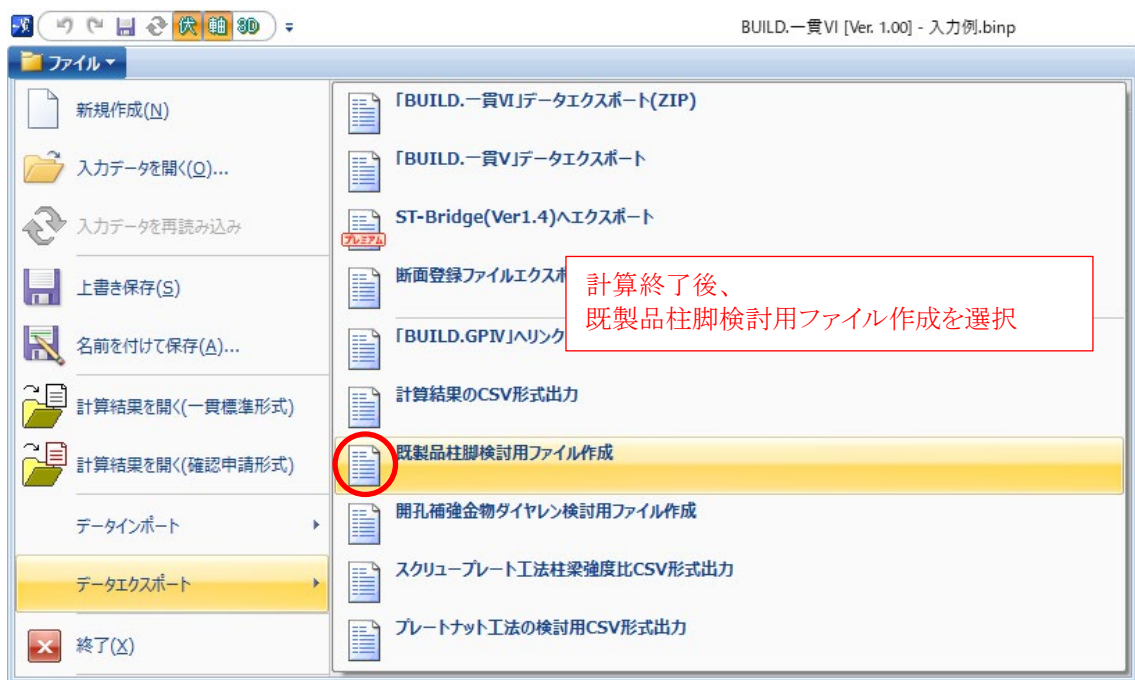 伏 軸 3D
BUILD.一貫VI [Ver. 1.00] - 入力例.binp
ファイル
新規作成(N)
入力データを開く(O)...
入力データを再読み込み
上書き保存(S)
名前を付けて保存(A)...
計算結果を開く(一貫標準形式)
計算結果を開く(確認申請形式)
データインポート
データエクスポート
終了(X)
「BUILD.一貫Ⅵ」データエクスポート(ZIP)
「BUILD.一貫Ⅴ」データエクスポート
ST-Bridge(Ver1.4)へエクスポート
プレミアム
断面登録ファイルエクスポ
「BUILD.GPⅣ」へリンク
計算結果のCSV形式出力
既製品柱脚検討用ファイル作成
開孔補強金物ダイヤレン検討用ファイル作成
スクリュープレート工法柱梁強度比CSV形式出力
プレートナット工法の検討用CSV形式出力
計算終了後、
既製品柱脚検討用ファイル作成を選択